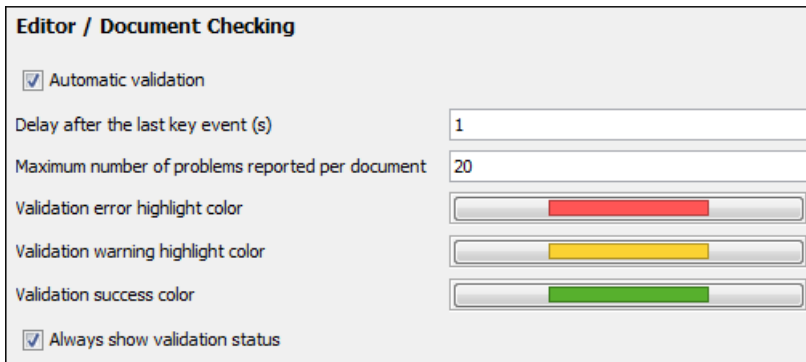 Editor / Document Checking
Automatic validation
Delay after the last key event (s) 1
Maximum number of problems reported per document 20
Validation error highlight color
Validation warning highlight color
Validation success color
Always show validation status